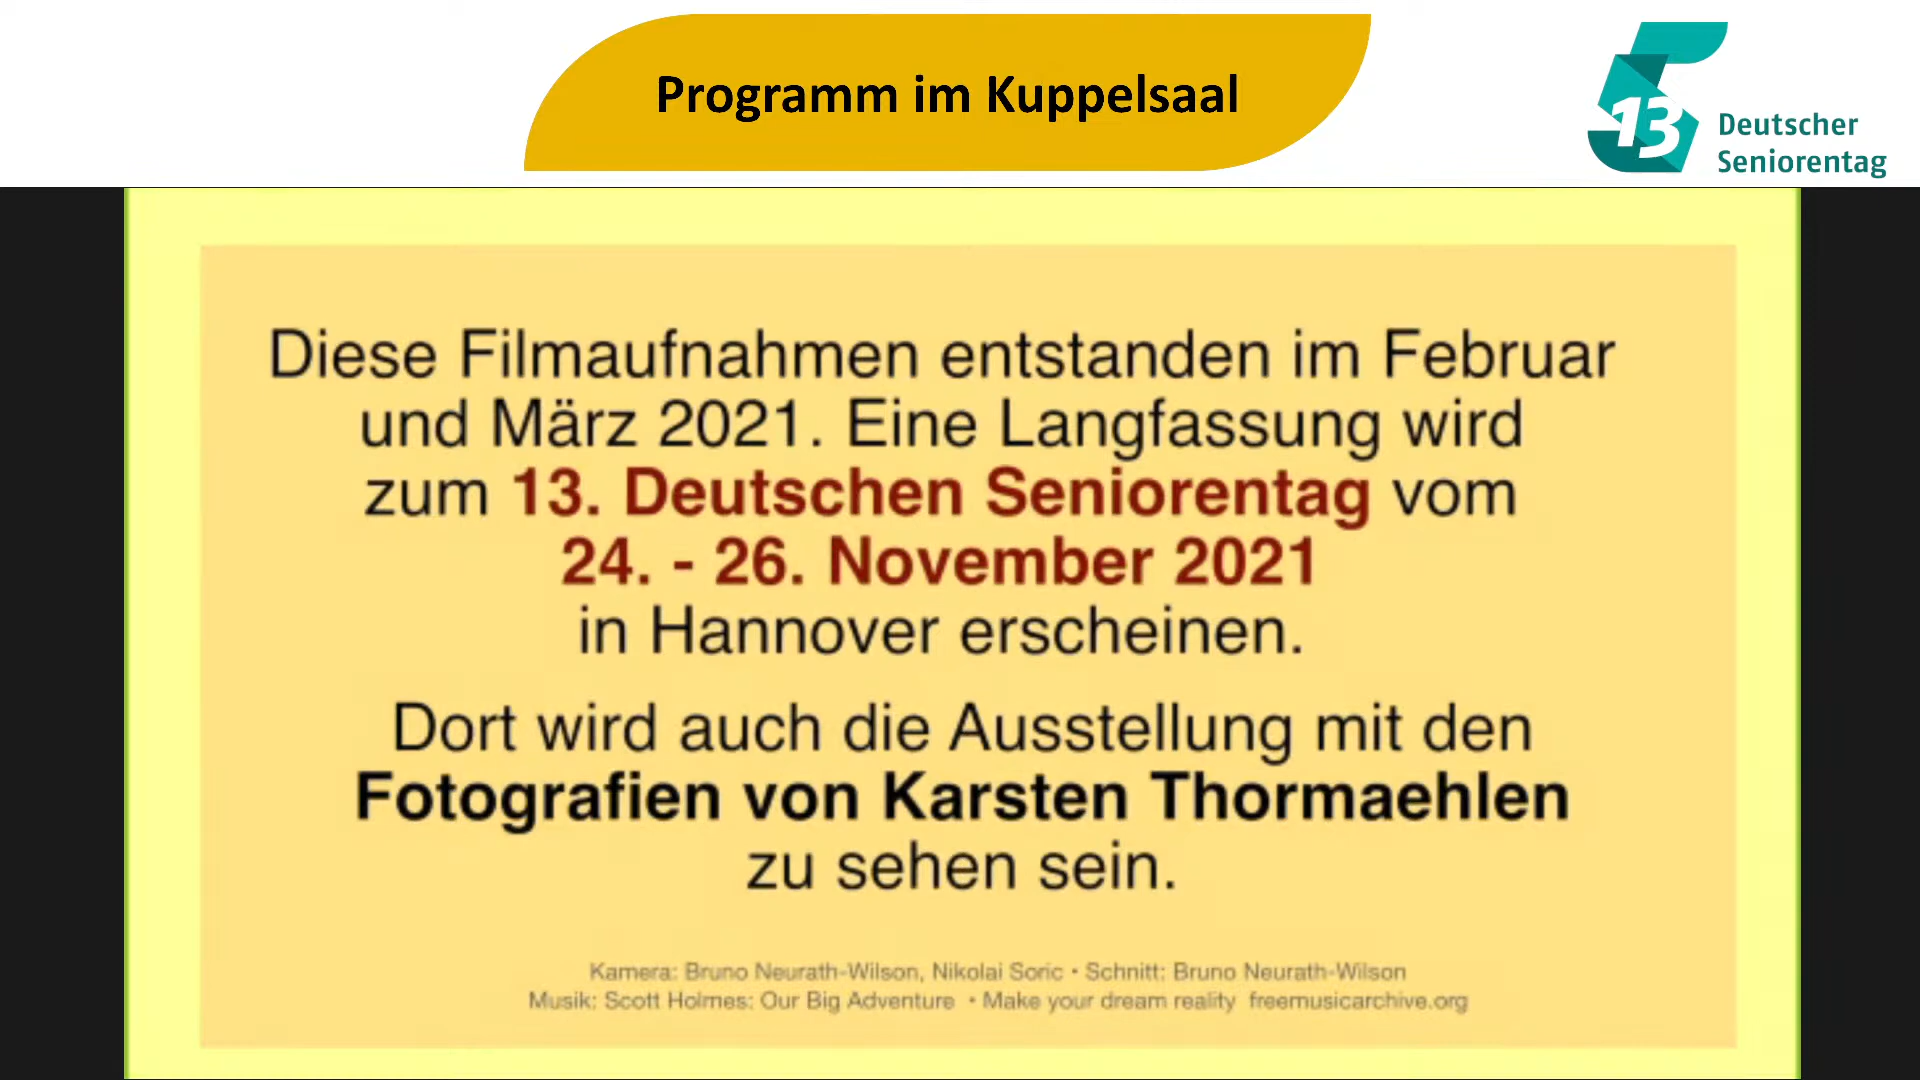 Programm im Kuppelsaal
13
Deutscher
Seniorentag
Diese Filmaufnahmen entstanden im Februar
und März 2021. Eine Langfassung wird
zum 13. Deutschen Seniorentag vom
24. - 26. November 2021
in Hannover erscheinen.
Dort wird auch die Ausstellung mit den
Fotografien von Karsten Thormaehlen
zu sehen sein.
Kamera: Bruno Neurath-Wilson, Nikolai Soric • Schnitt: Bruno Neurath-Wilson
Musik: Scott Holmes: Our Big Adventure • Make your dream reality freemusicarchive.org